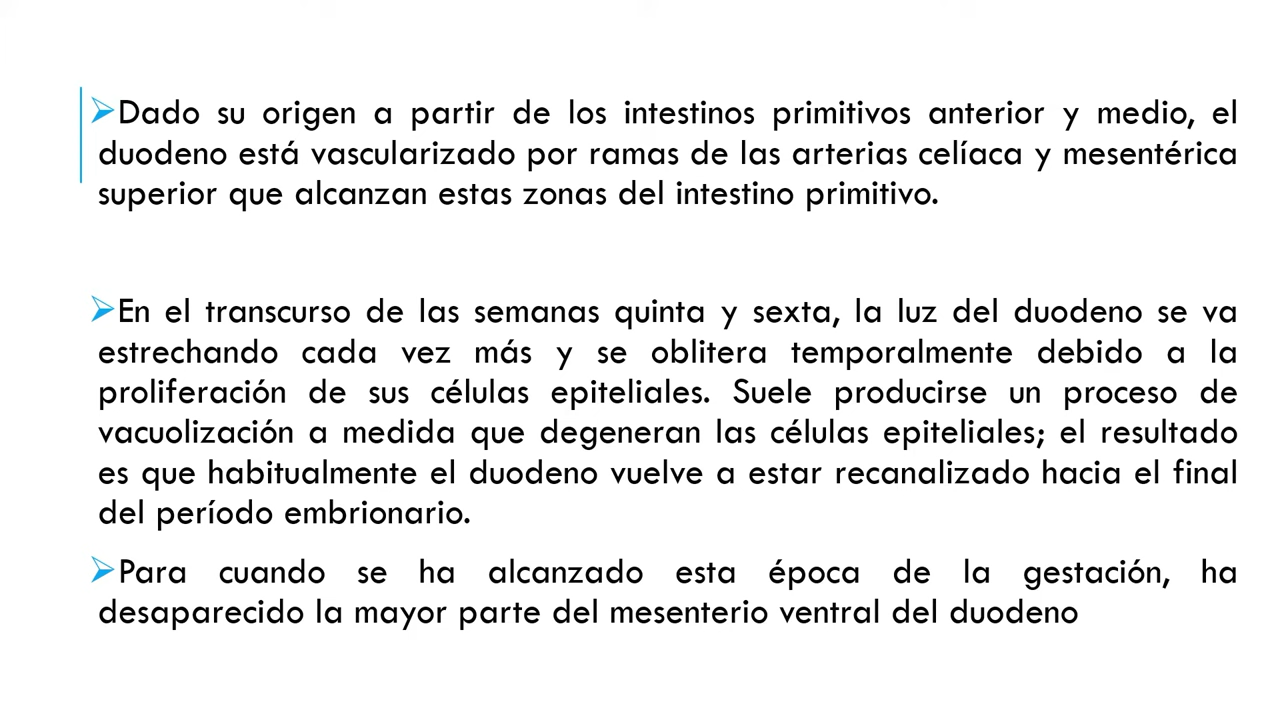 ➢Dado su origen a partir de los intestinos primitivos anterior y medio, el
duodeno está vascularizado por ramas de las arterias celíaca y mesentérica
superior que alcanzan estas zonas del intestino primitivo.
➢En el transcurso de las semanas quinta y sexta, la luz del duodeno se va
estrechando cada vez más y se oblitera temporalmente debido a la
proliferación de sus células epiteliales. Suele producirse un proceso de
vacuolización a medida que degeneran las células epiteliales; el resultado
es que habitualmente el duodeno vuelve a estar recanalizado hacia el final
del período embrionario.
➢Para cuando se ha alcanzado esta época de la gestación, ha
desaparecido la mayor parte del mesenterio ventral del duodeno